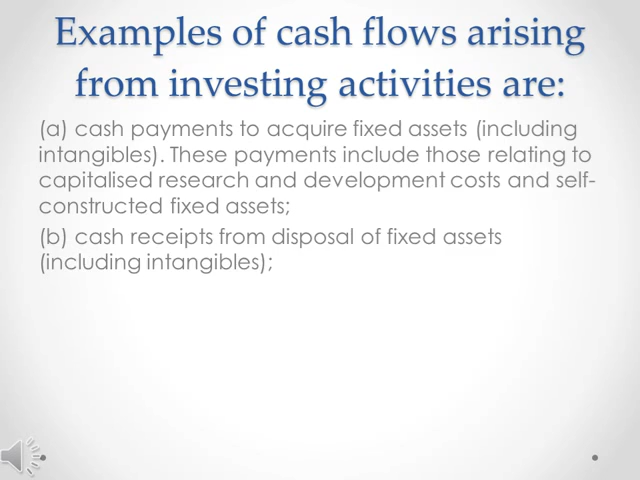 Examples of cash flows arising
from investing activities are:
(a) cash payments to acquire fixed assets (including
intangibles). These payments include those relating to
capitalised research and development costs and self-
constructed fixed assets;
(b) cash receipts from disposal of fixed assets
(including intangibles);